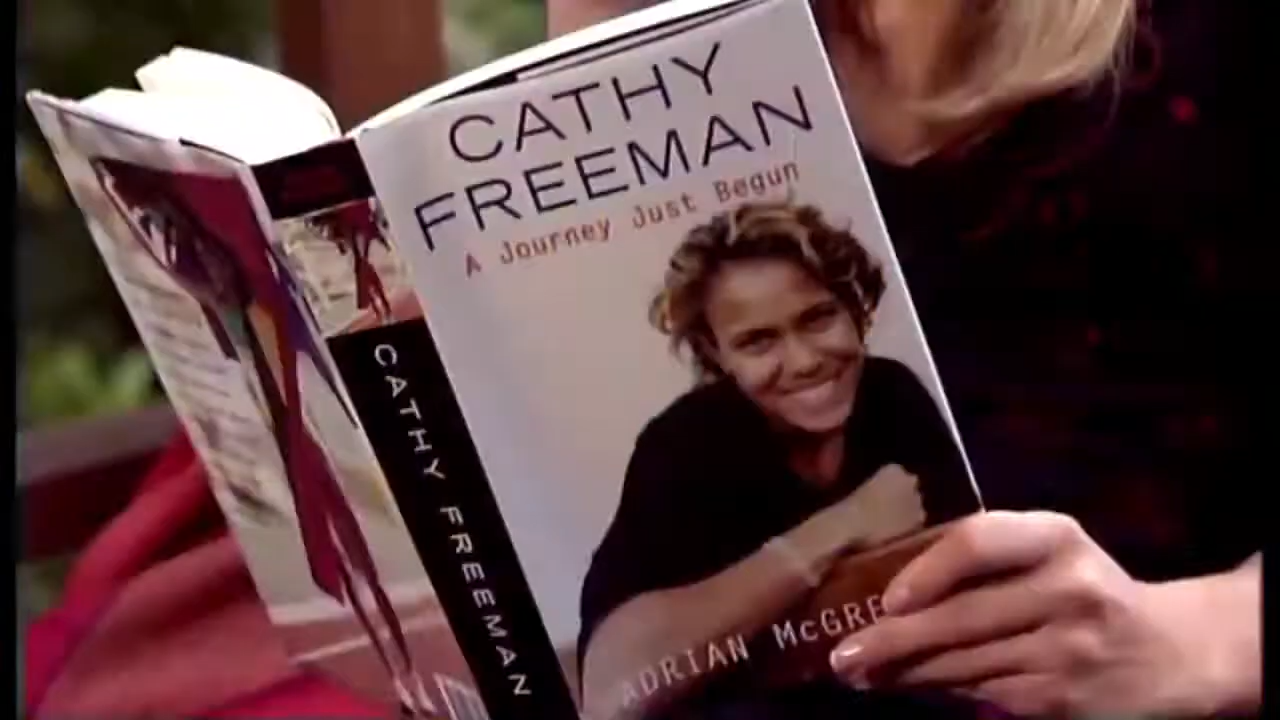 CATHY
FREEMAN
A Journey Just Begun
ADRIAN McGRE
CATHY FREEMAN